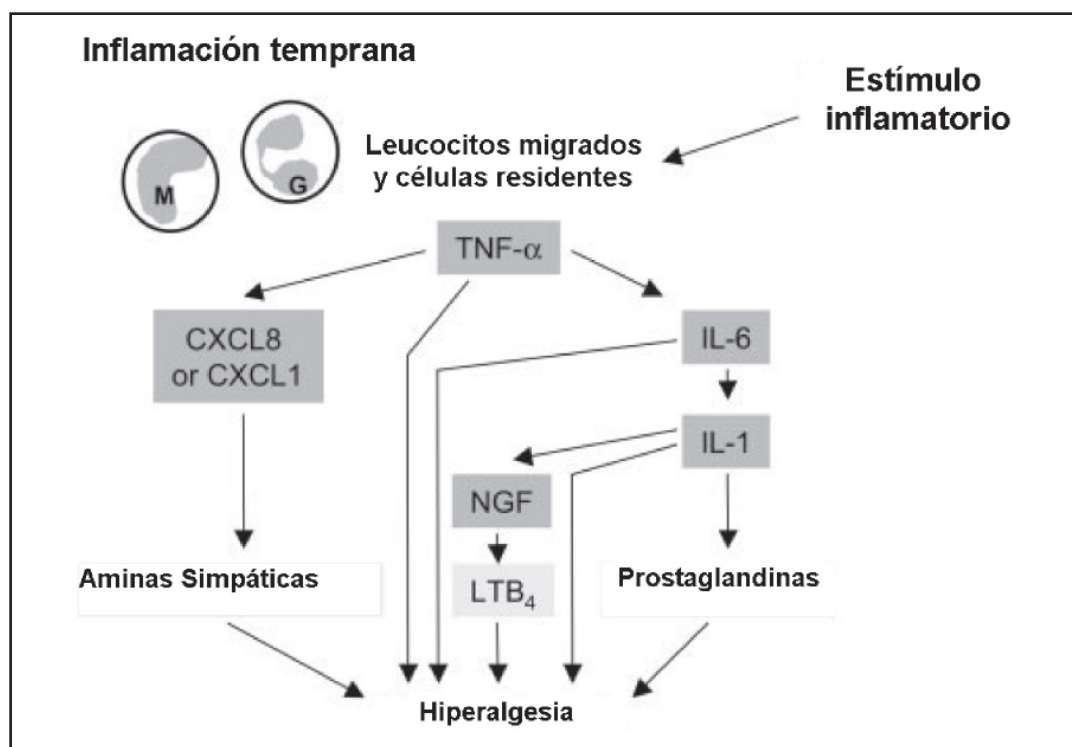 Inflamación temprana
Estímulo
inflamatorio
Leucocitos migrados
y células residentes
M
G
TNF-α
CXCL8
or CXCL1
IL-6
IL-1
NGF
Aminas Simpáticas
LTB₄
Prostaglandinas
Hiperalgesia